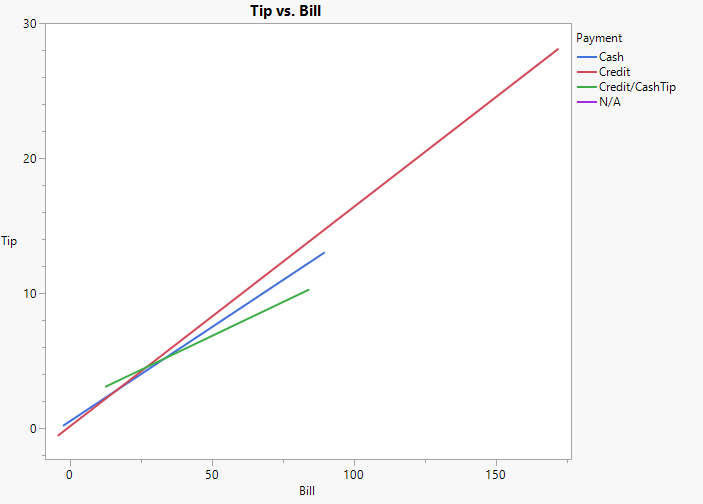 Tip vs. Bill
30
20
10
0
Tip
0 50 100 150
Bill
Payment
Cash
Credit
Credit/CashTip
N/A